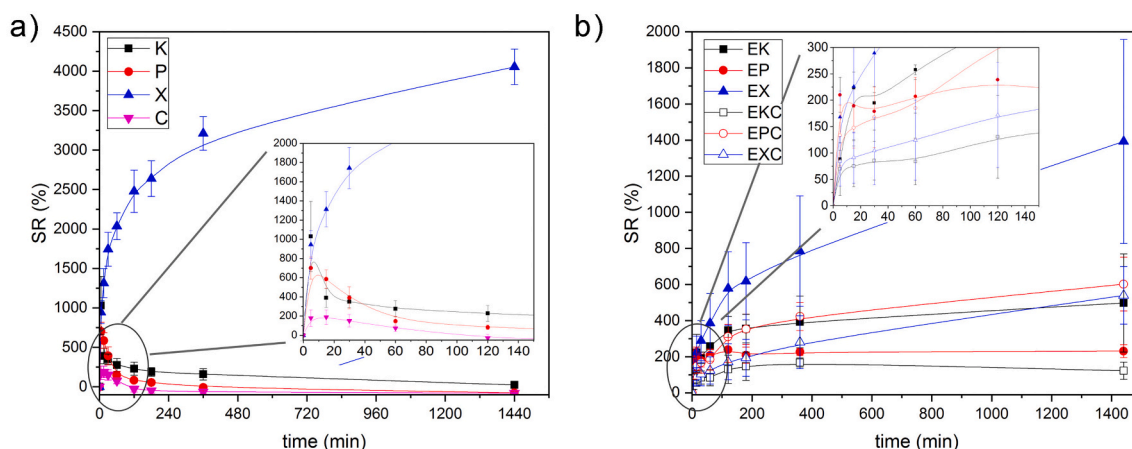 a)
SR (%)
4500
4000
3500
3000
2500
2000
1500
1000
500
0
K
P
X
C
2000
1800
1600
1400
1200
1000
800
600
400
200
0
0 20 40 60 80 100 120 140
0 240 480 720 960 1200 1440
time (min)
b)
SR (%)
2000
1800
1600
1400
1200
1000
800
600
400
200
0
EK
EP
EX
EKC
EPC
EXC
300
250
200
150
100
50
0
0 20 40 60 80 100 120 140
0 200 400 600 800 1000 1200 1400
time (min)